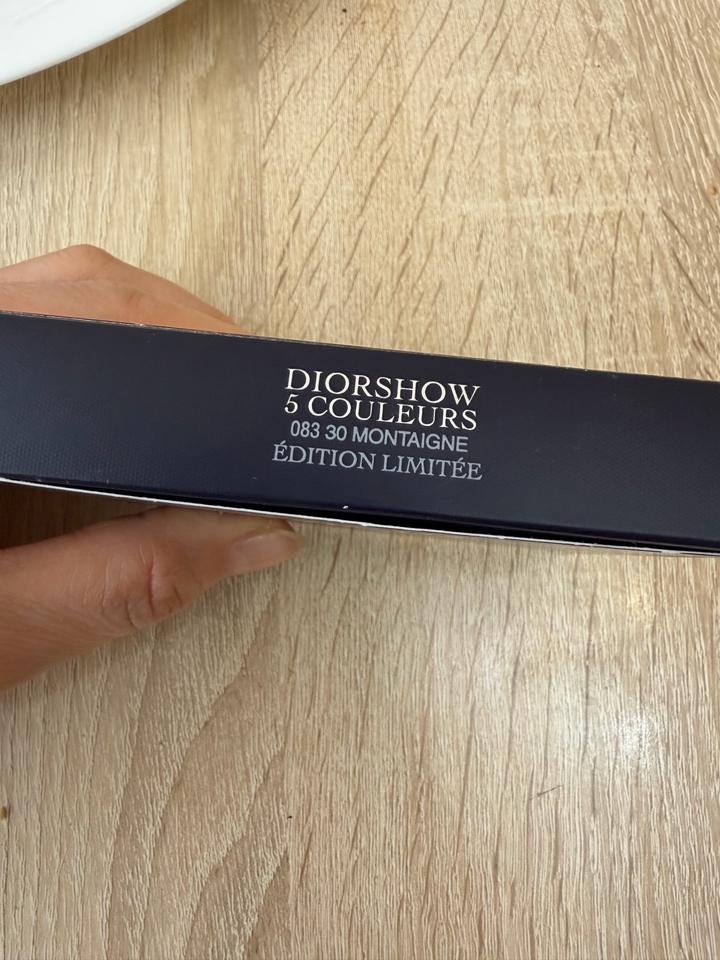 DIORSHOW
5 COULEURS
083 30 MONTAIGNE
ÉDITION LIMITÉE